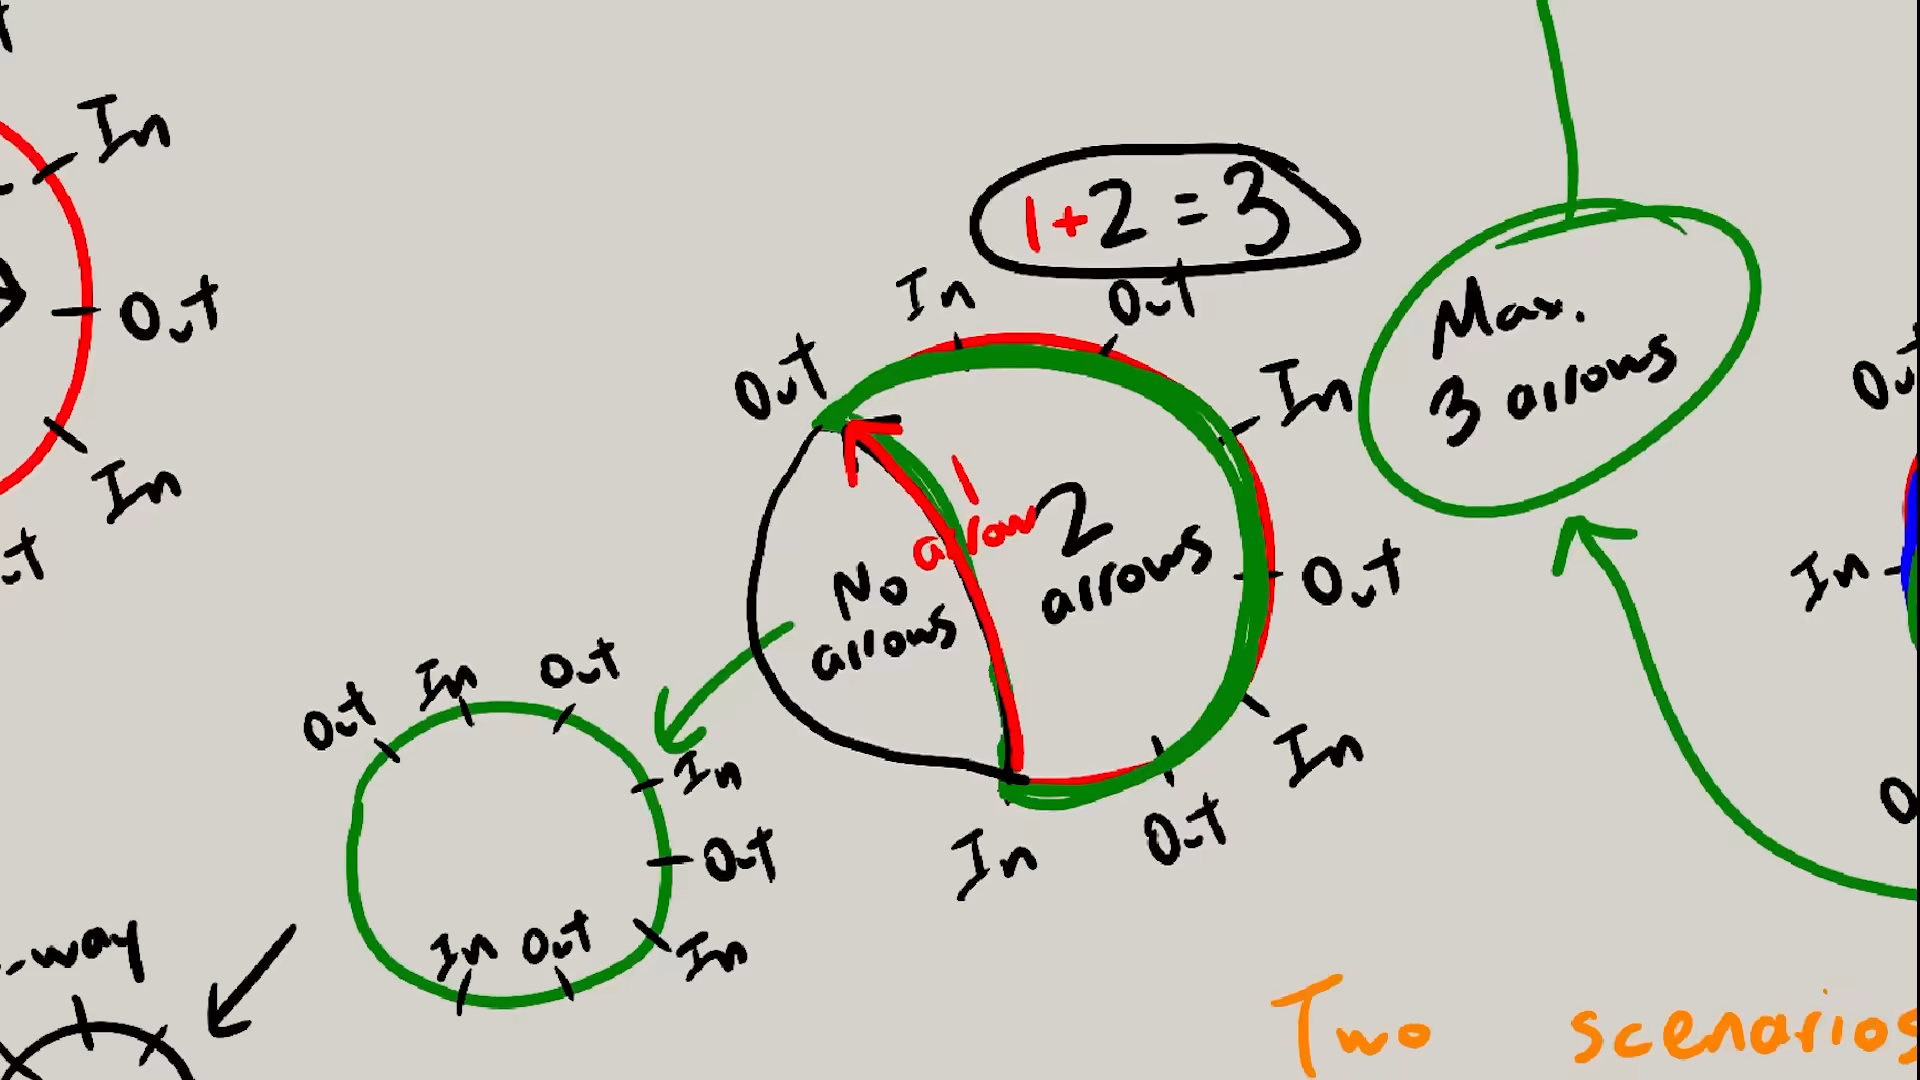 In
Out
In
1+2=3
In
Out
Out
In
Out
In
Out
In
1
arrow
2
arrows
No
arrows
Max.
3 arrows
In
Out
In
Out
In
Out
In
Out
In
In
Out
-way
Two scenarios